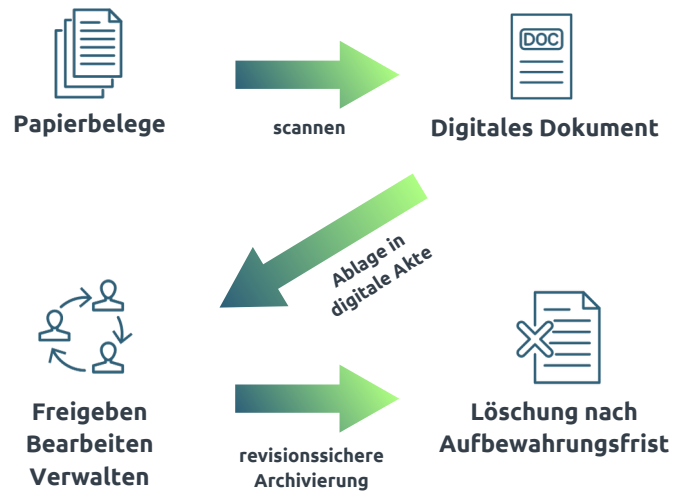 DOC
Papierbelege
scannen
Digitales Dokument
Ablage in
digitale Akte
Freigeben
Bearbeiten
Verwalten
revisionssichere
Archivierung
Löschung nach
Aufbewahrungsfrist